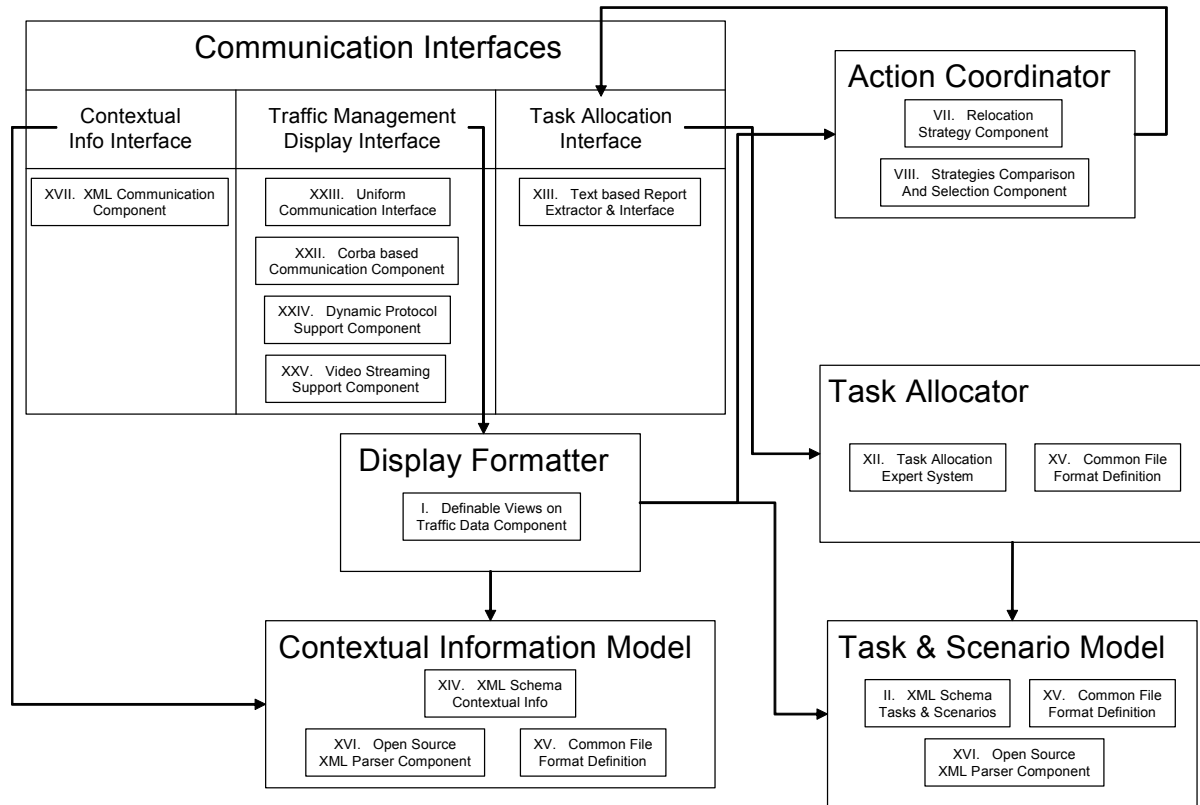 Communication Interfaces
Contextual
Info Interface
Traffic Management
Display Interface
Task Allocation
Interface
XVII. XML Communication
Component
XXIII. Uniform
Communication Interface
XXII. Corba based
Communication Component
XXIV. Dynamic Protocol
Support Component
XXV. Video Streaming
Support Component
XIII. Text based Report
Extractor & Interface
Action Coordinator
VII. Relocation
Strategy Component
VIII. Strategies Comparison
And Selection Component
Task Allocator
XII. Task Allocation
Expert System
XV. Common File
Format Definition
Display Formatter
I. Definable Views on
Traffic Data Component
Contextual Information Model
XIV. XML Schema
Contextual Info
XVI. Open Source
XML Parser Component
XV. Common File
Format Definition
Task & Scenario Model
II. XML Schema
Tasks & Scenarios
XV. Common File
Format Definition
XVI. Open Source
XML Parser Component